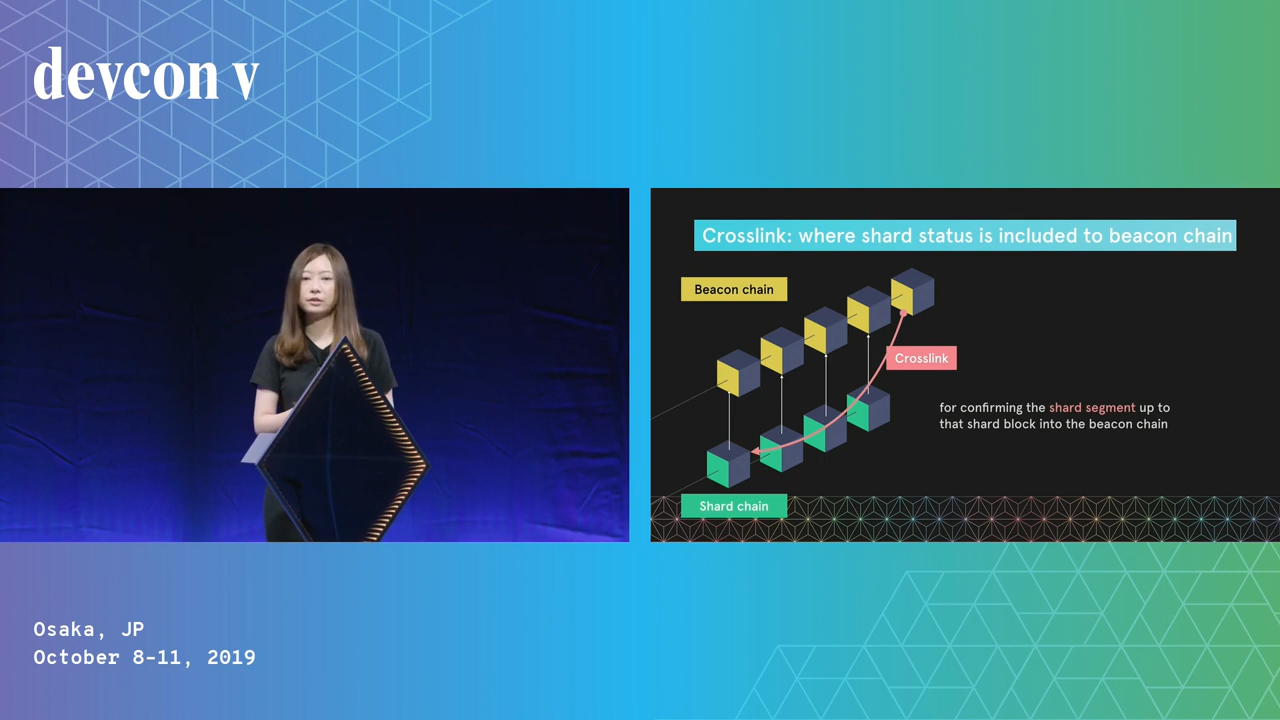 devcon v
Crosslink: where shard status is included to beacon chain
Beacon chain
Crosslink
for confirming the shard segment up to
that shard block into the beacon chain
Shard chain
Osaka, JP
October 8-11, 2019